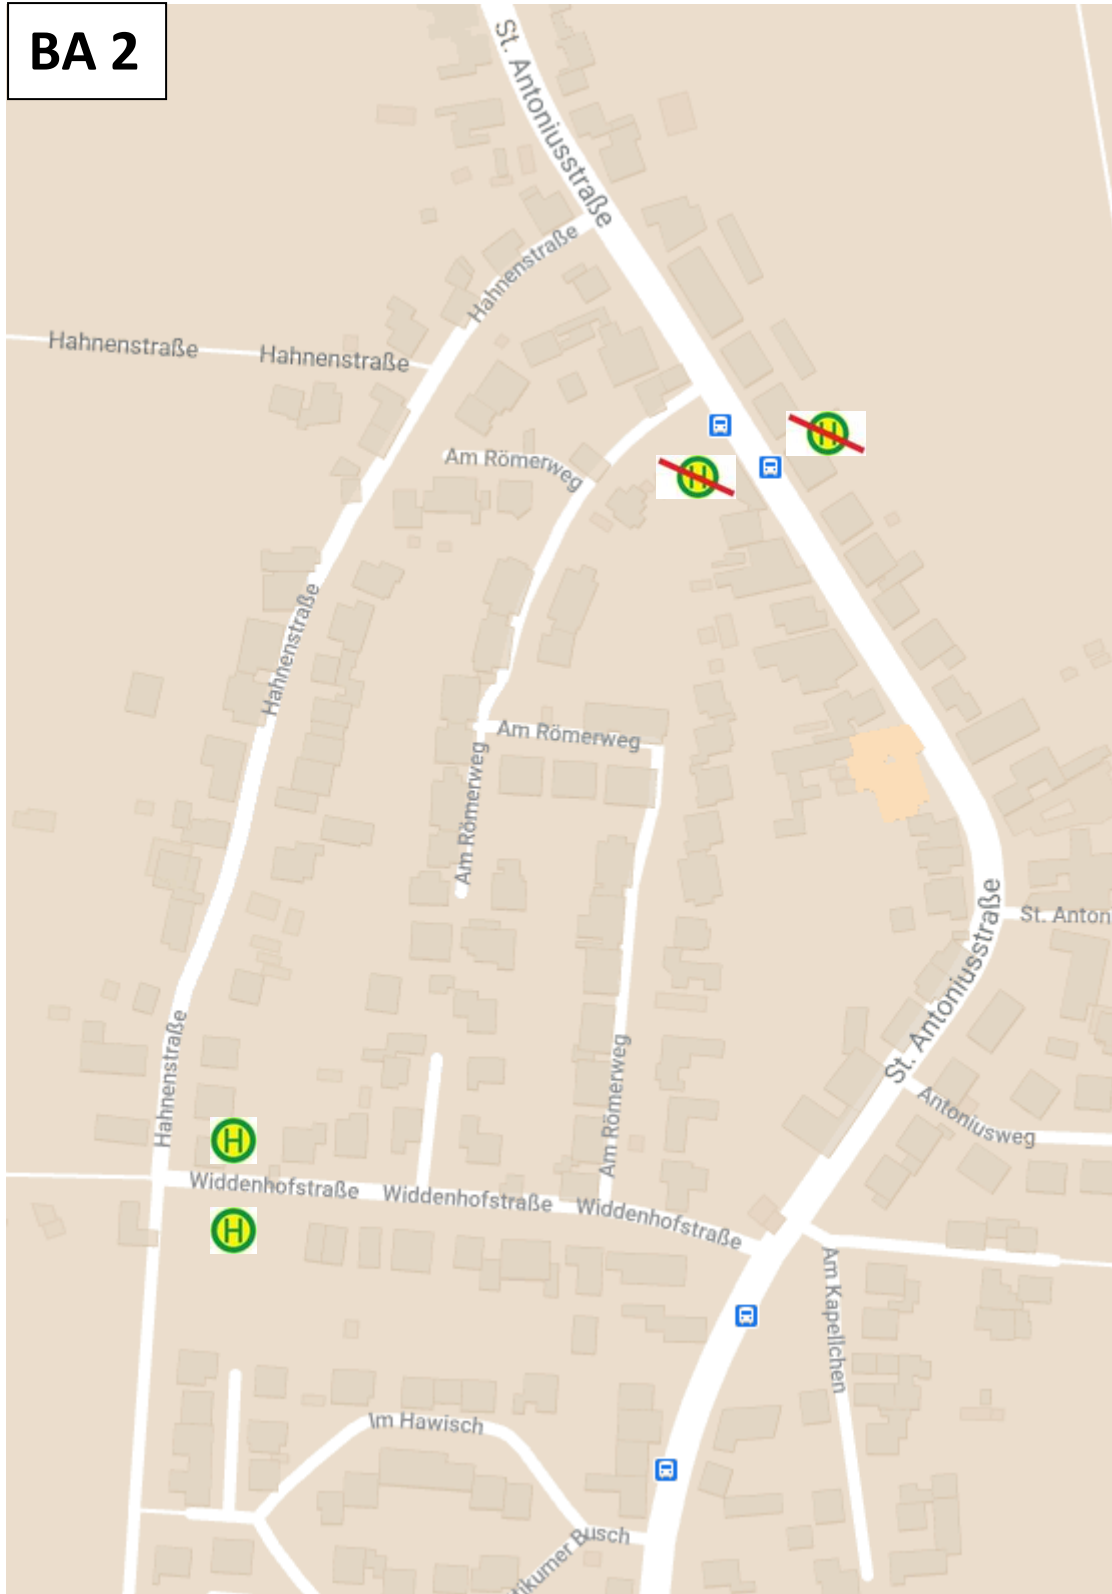 BA 2
St. Antoniusstraße
Hahnenstraße
Hahnenstraße
Hahnenstraße
H
Am Römerweg
H
Hahnenstraße
Am Römerweg
Am Römerweg
St. Antoniusstraße
St. Anton
Hahnenstraße
Am Römerweg
Antoniusweg
H
Widdenhofstraße
Widdenhofstraße
Widdenhofstraße
H
Am Kapellchen
Im Hawisch
ikumer Busch